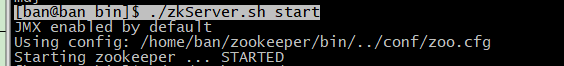 [ban@ban bin]$ ./zkServer.sh start
JMX enabled by default
Using config: /home/ban/zookeeper/bin/../conf/zoo.cfg
Starting zookeeper ... STARTED